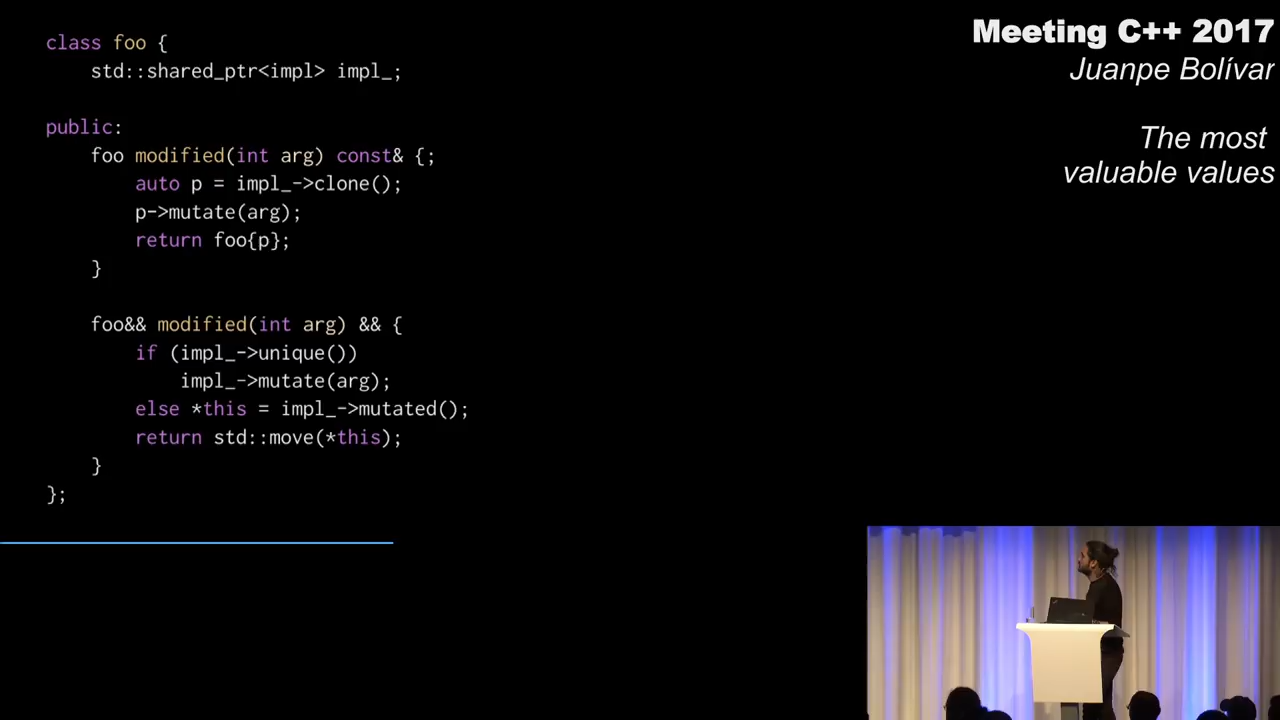 class foo {
    std::shared_ptr<impl> impl_;
public:
    foo modified(int arg) const& {;
        auto p = impl_->clone();
        p->mutate(arg);
        return foo{p};
    }
    foo&& modified(int arg) && {
        if (impl_->unique())
            impl_->mutate(arg);
        else *this = impl_->mutated();
        return std::move(*this);
    }
};
Meeting C++ 2017
Juanpe Bolívar
The most
valuable values